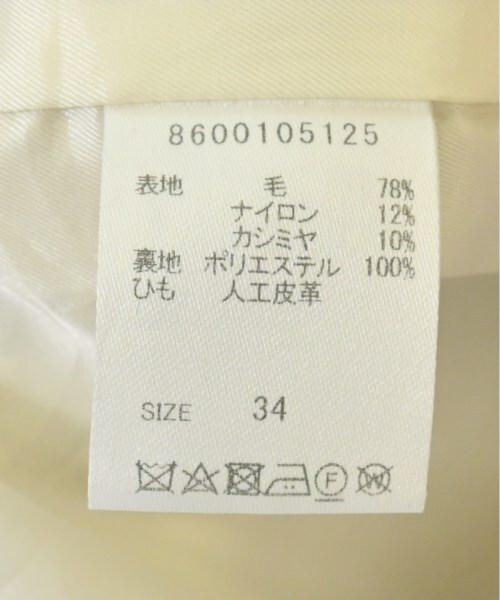 8600105125
表地 毛 78%
ナイロン 12%
カシミヤ 10%
裏地 ポリエステル 100%
ひも 人工皮革
SIZE 34
F W